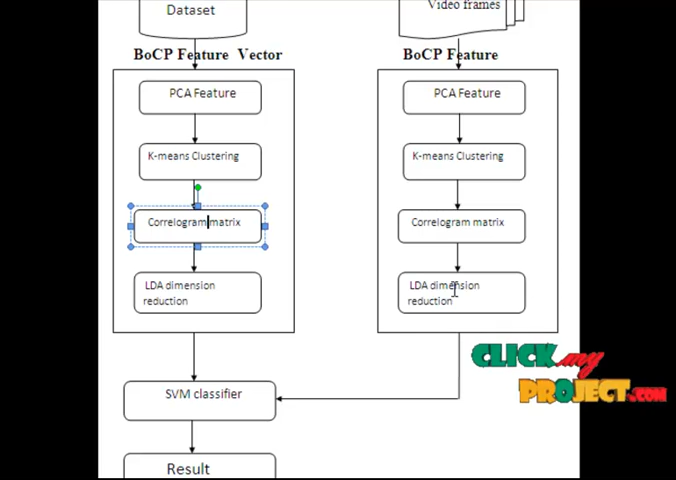 Dataset
Video frames
BoCP Feature Vector
BoCP Feature
PCA Feature
PCA Feature
K-means Clustering
K-means Clustering
Correlogram matrix
Correlogram matrix
LDA dimension
reduction
LDA dimension
reduction
CLICK my
PROJECT.com
SVM classifier
Result